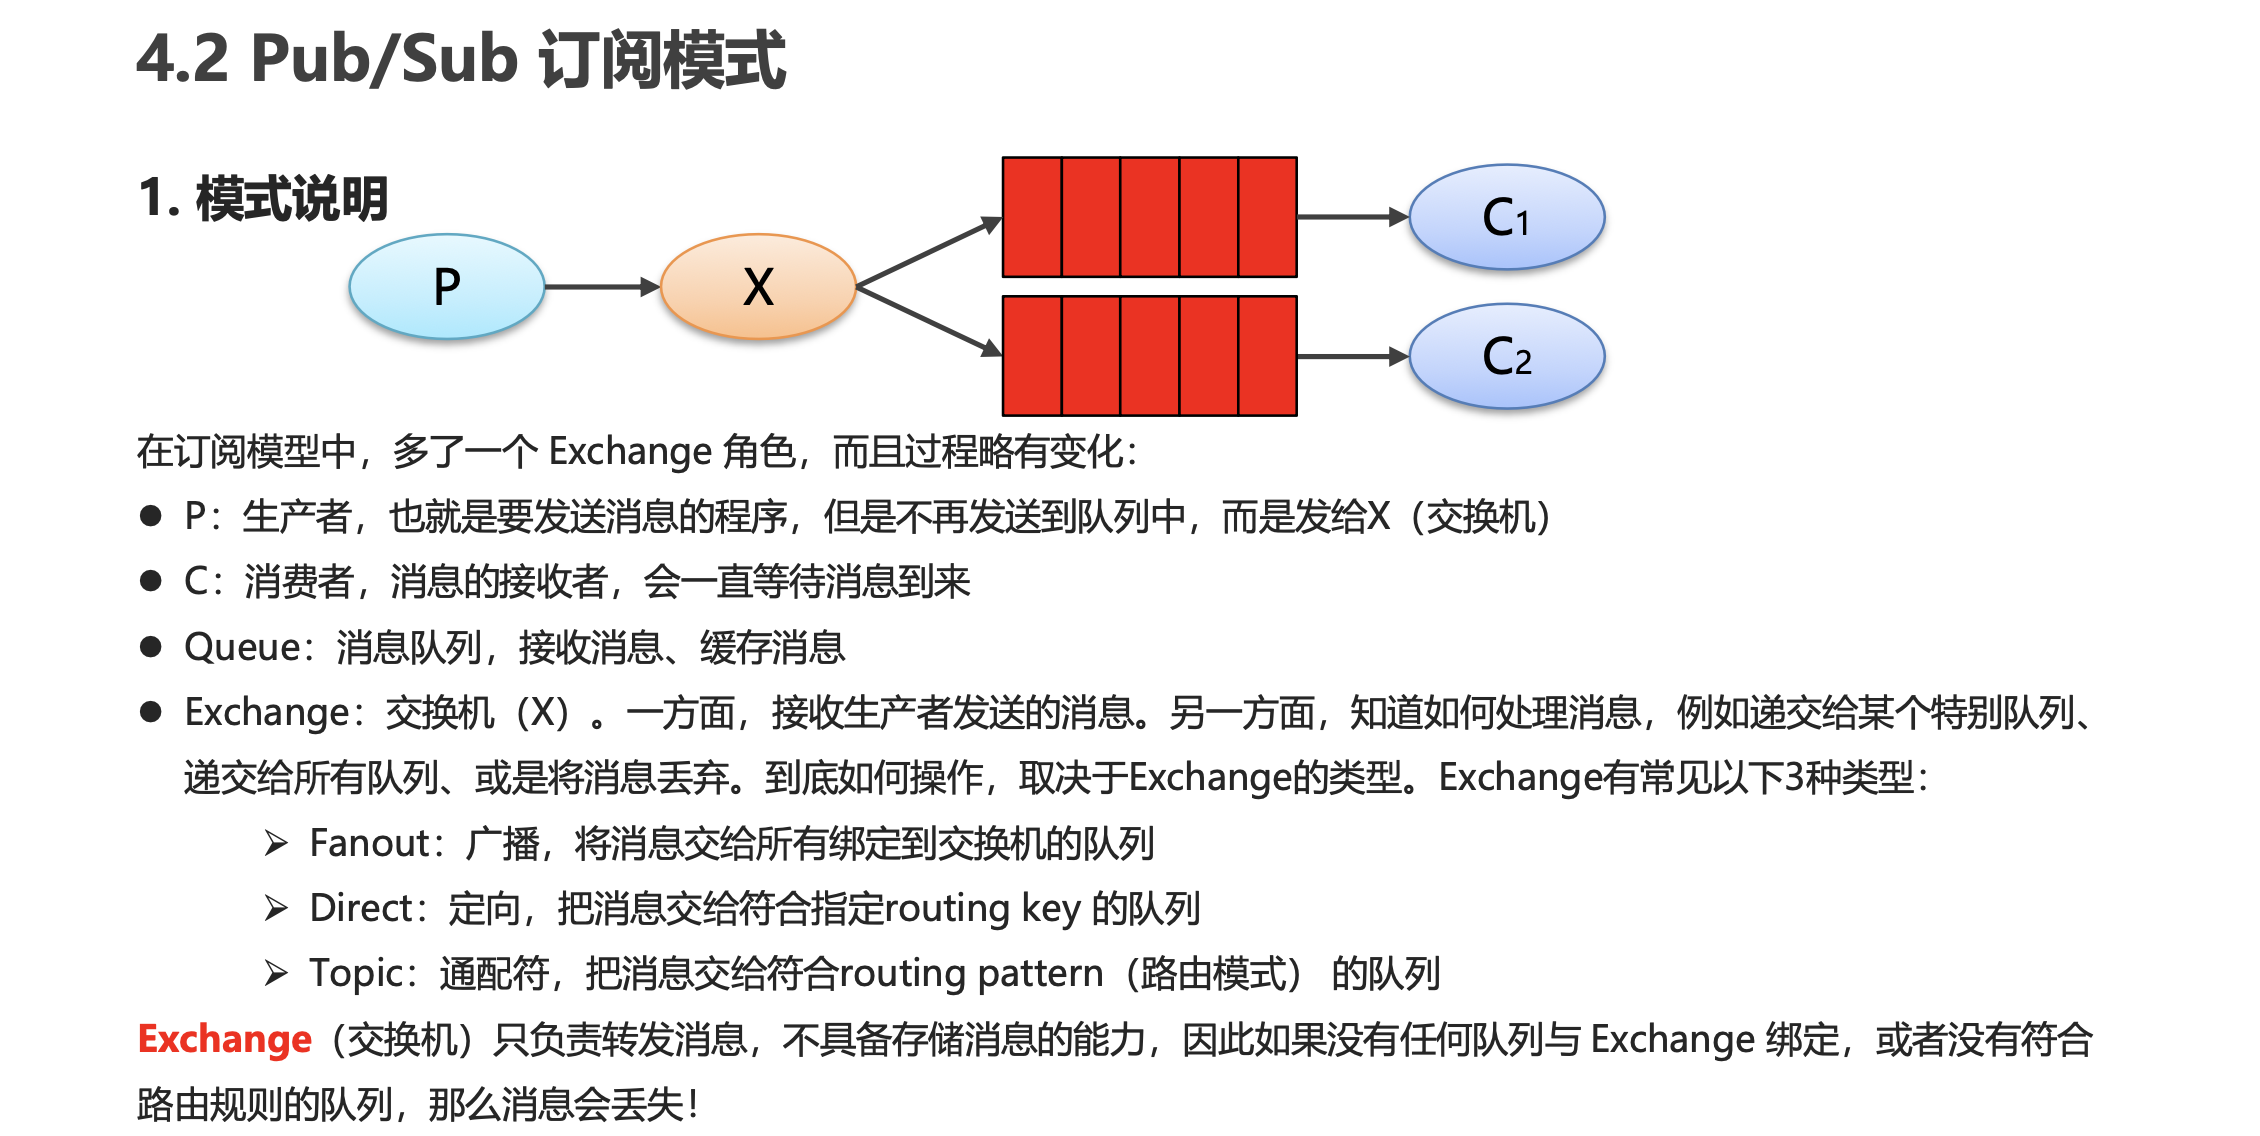 4.2 Pub/Sub 订阅模式
1. 模式说明
P
X
C1
C2
在订阅模型中，多了一个 Exchange 角色，而且过程略有变化：
● P：生产者，也就是要发送消息的程序，但是不再发送到队列中，而是发给X（交换机）
● C：消费者，消息的接收者，会一直等待消息到来
● Queue：消息队列，接收消息、缓存消息
● Exchange：交换机（X）。一方面，接收生产者发送的消息。另一方面，知道如何处理消息，例如递交给某个特别队列、
递交给所有队列、或是将消息丢弃。到底如何操作，取决于Exchange的类型。Exchange有常见以下3种类型：
➢ Fanout：广播，将消息交给所有绑定到交换机的队列
➢ Direct：定向，把消息交给符合指定routing key 的队列
➢ Topic：通配符，把消息交给符合routing pattern（路由模式） 的队列
Exchange（交换机）只负责转发消息，不具备存储消息的能力，因此如果没有任何队列与 Exchange 绑定，或者没有符合
路由规则的队列，那么消息会丢失！